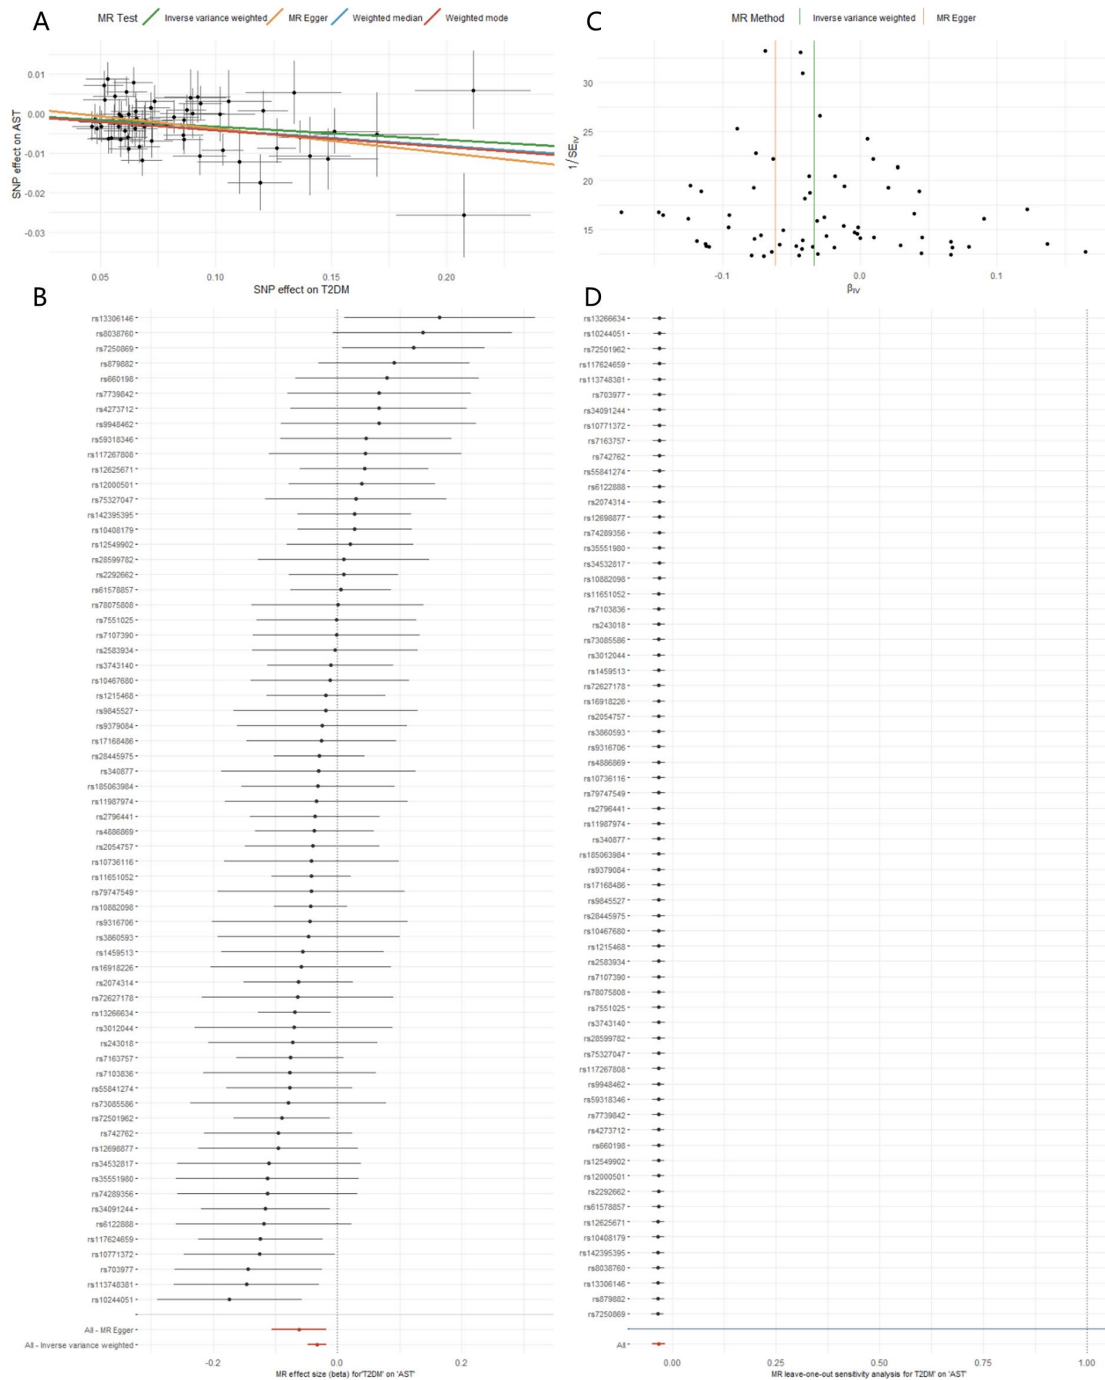 A
MR Test
Inverse variance weighted
MR Egger
Weighted median
Weighted mode
SNP effect on AST
0.01
0.00
-0.01
-0.02
-0.03
0.05
0.10
0.15
0.20
SNP effect on T2DM
C
MR Method
Inverse variance weighted
MR Egger
1/SE_IV
30
25
20
15
-0.1
0.0
0.1
β_IV
B
rs13306146
rs8038760
rs7250869
rs879882
rs660198
rs7739842
rs4273712
rs9948462
rs59318346
rs117267808
rs12625671
rs12000501
rs75327047
rs142395395
rs10408179
rs12549902
rs28599782
rs2292662
rs61578857
rs78075808
rs7551025
rs7107390
rs2583934
rs3743140
rs10467680
rs1215468
rs9845527
rs9379084
rs17168486
rs28445975
rs340877
rs185063984
rs11987974
rs2796441
rs4886869
rs2054757
rs10736116
rs11651052
rs79747549
rs10882098
rs9316706
rs3860593
rs1459513
rs16918226
rs2074314
rs72627178
rs13266634
rs3012044
rs243018
rs7163757
rs7103836
rs55841274
rs73085586
rs72501962
rs742762
rs12698877
rs34532817
rs35551980
rs74289356
rs34091244
rs6122888
rs117624659
rs10771372
rs703977
rs113748381
rs10244051
All - MR Egger
All - Inverse variance weighted
-0.2
0.0
0.2
MR effect size (beta) for'T2DM' on 'AST'
D
rs13266634
rs10244051
rs72501962
rs117624659
rs113748381
rs703977
rs34091244
rs10771372
rs7163757
rs742762
rs55841274
rs6122888
rs2074314
rs12698877
rs74289356
rs35551980
rs34532817
rs10882098
rs11651052
rs7103836
rs243018
rs73085586
rs3012044
rs1459513
rs72627178
rs16918226
rs2054757
rs3860593
rs9316706
rs4886869
rs10736116
rs79747549
rs2796441
rs11987974
rs340877
rs185063984
rs9379084
rs17168486
rs9845527
rs28445975
rs10467680
rs1215468
rs2583934
rs7107390
rs78075808
rs7551025
rs3743140
rs28599782
rs75327047
rs117267808
rs9948462
rs59318346
rs7739842
rs4273712
rs660198
rs12549902
rs12000501
rs2292662
rs61578857
rs12625671
rs10408179
rs142395395
rs8038760
rs13306146
rs879882
rs7250869
All
0.00
0.25
0.50
0.75
1.00
MR leave-one-out sensitivity analysis for 'T2DM' on 'AST'